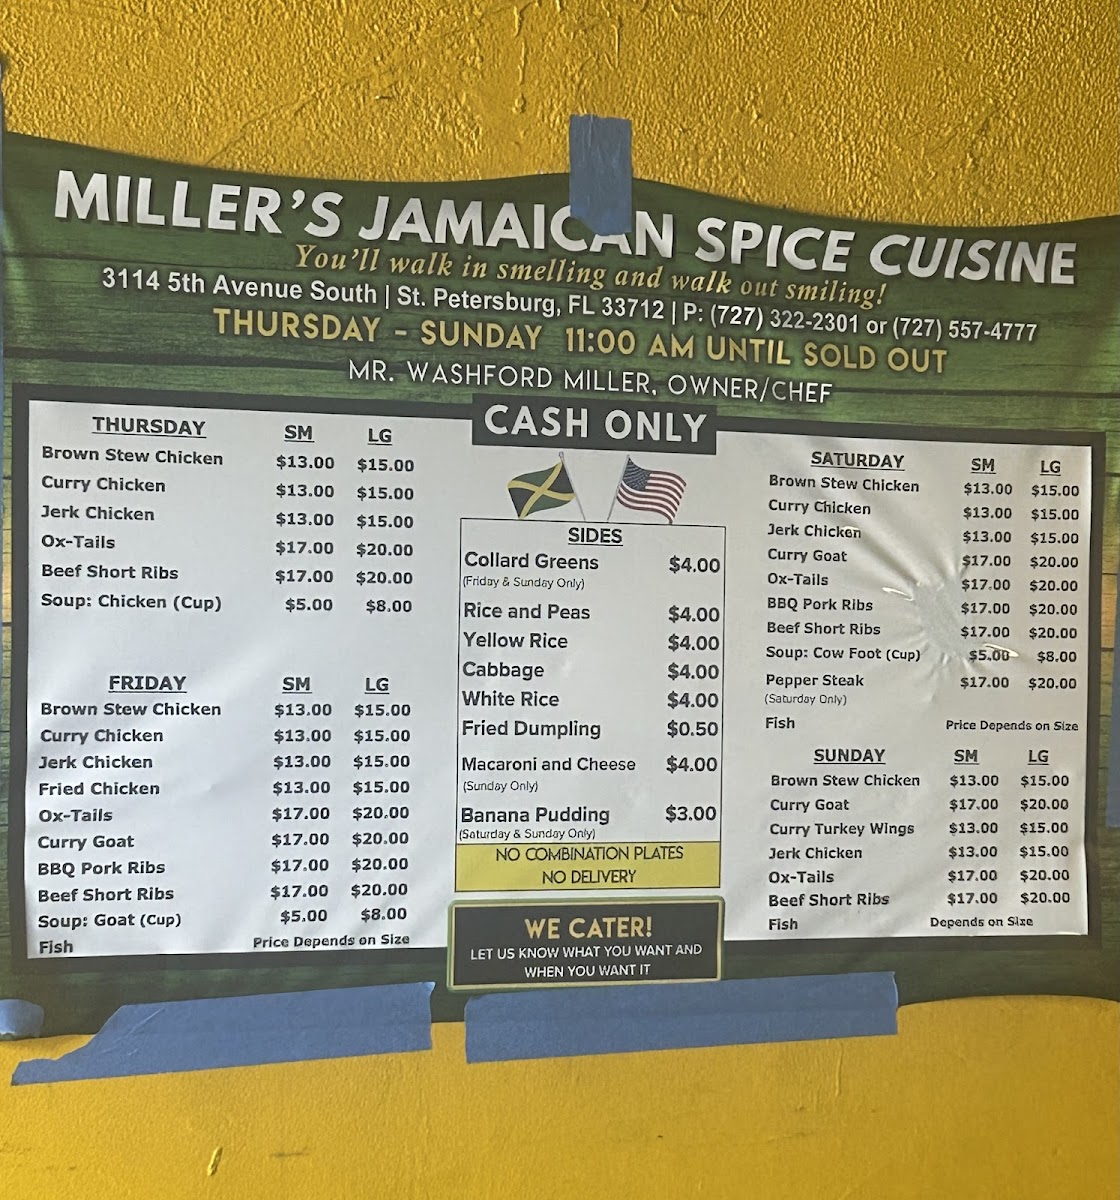 MILLER'S JAMAICAN SPICE CUISINE
You'll walk in smelling and walk out smiling!
3114 5th Avenue South | St. Petersburg, FL 33712 | P: (727) 322-2301 or (727) 557-4777
THURSDAY - SUNDAY 11:00 AM UNTIL SOLD OUT
MR. WASHFORD MILLER, OWNER/CHEF
CASH ONLY
THURSDAY SM LG
Brown Stew Chicken $13.00 $15.00
Curry Chicken $13.00 $15.00
Jerk Chicken $13.00 $15.00
Ox-Tails $17.00 $20.00
Beef Short Ribs $17.00 $20.00
Soup: Chicken (Cup) $5.00 $8.00
FRIDAY SM LG
Brown Stew Chicken $13.00 $15.00
Curry Chicken $13.00 $15.00
Jerk Chicken $13.00 $15.00
Fried Chicken $13.00 $15.00
Ox-Tails $17.00 $20.00
Curry Goat $17.00 $20.00
BBQ Pork Ribs $17.00 $20.00
Beef Short Ribs $17.00 $20.00
Soup: Goat (Cup) $5.00 $8.00
Fish Price Depends on Size
SIDES
Collard Greens $4.00
(Friday & Sunday Only)
Rice and Peas $4.00
Yellow Rice $4.00
Cabbage $4.00
White Rice $4.00
Fried Dumpling $0.50
Macaroni and Cheese $4.00
(Sunday Only)
Banana Pudding $3.00
(Saturday & Sunday Only)
NO COMBINATION PLATES
NO DELIVERY
WE CATER!
LET US KNOW WHAT YOU WANT AND
WHEN YOU WANT IT
SATURDAY SM LG
Brown Stew Chicken $13.00 $15.00
Curry Chicken $13.00 $15.00
Jerk Chicken $13.00 $15.00
Curry Goat $17.00 $20.00
Ox-Tails $17.00 $20.00
BBQ Pork Ribs $17.00 $20.00
Beef Short Ribs $17.00 $20.00
Soup: Cow Foot (Cup) $5.00 $8.00
Pepper Steak $17.00 $20.00
(Saturday Only)
Fish Price Depends on Size
SUNDAY SM LG
Brown Stew Chicken $13.00 $15.00
Curry Goat $17.00 $20.00
Curry Turkey Wings $13.00 $15.00
Jerk Chicken $13.00 $15.00
Ox-Tails $17.00 $20.00
Beef Short Ribs $17.00 $20.00
Fish Depends on Size